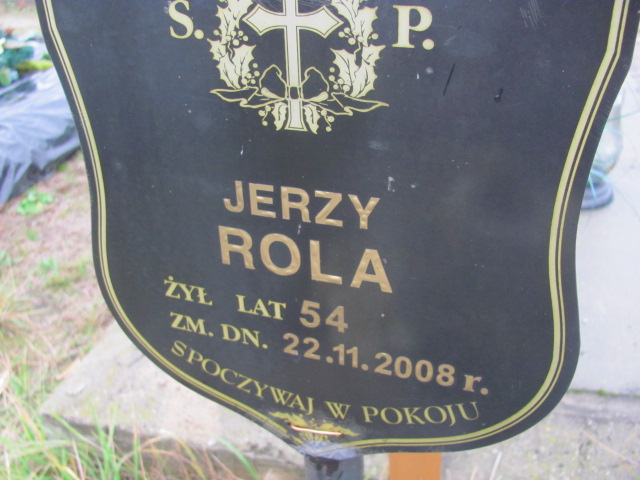 S. P.
JERZY
ROLA
ŻYŁ LAT 54
ZM. DN. 22.11.2008 r.
SPOCZYWAJ W POKOJU